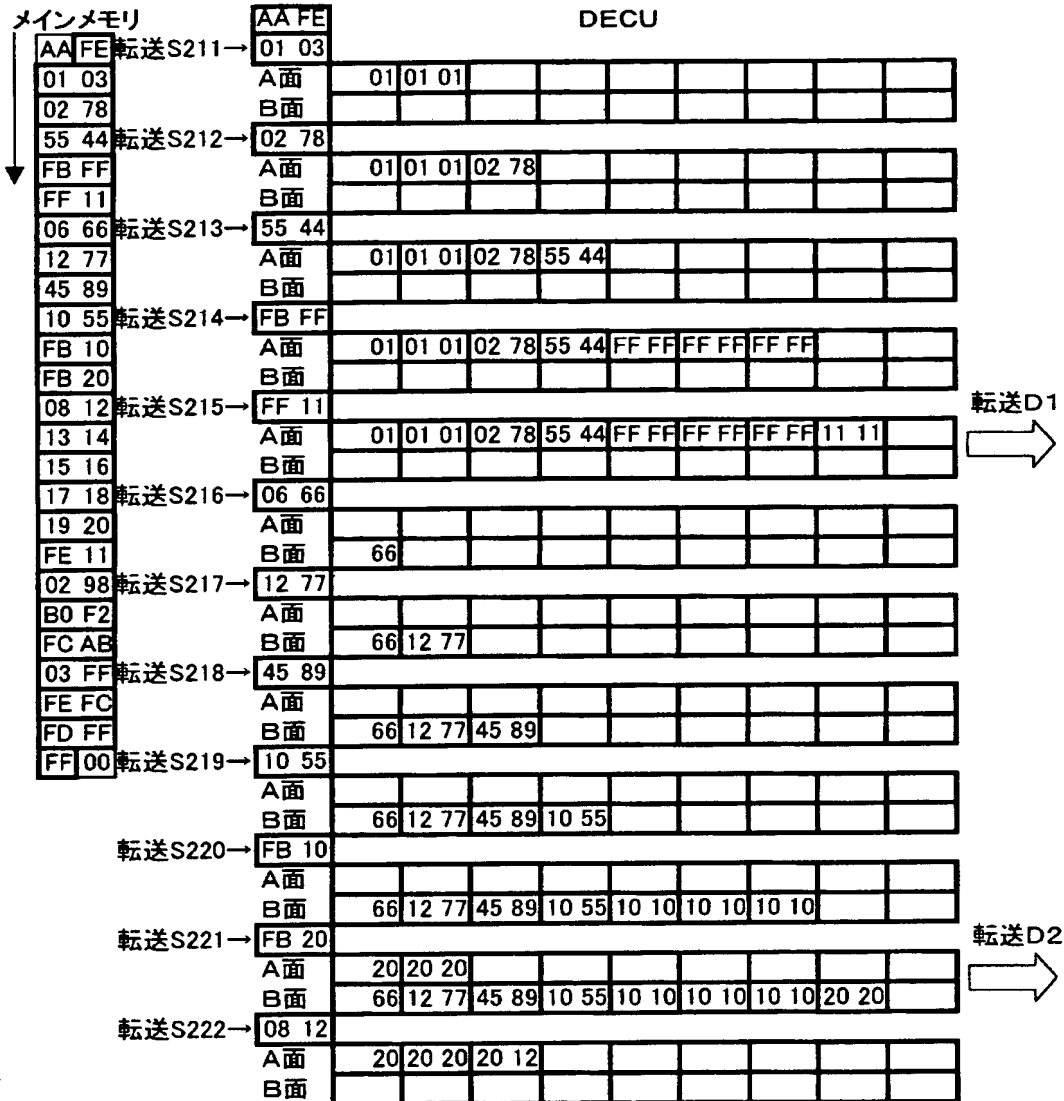 メインメモリ AA FE DECU
AA FE 転送S211→ 01 03
01 03 A面 01 01 01
02 78 B面
55 44 転送S212→ 02 78
FB FF A面 01 01 01 02 78
FF 11 B面
06 66 転送S213→ 55 44
12 77 A面 01 01 01 02 78 55 44
45 89 B面
10 55 転送S214→ FB FF
FB 10 A面 01 01 01 02 78 55 44 FF FF FF FF FF FF
FB 20 B面
08 12 転送S215→ FF 11 転送D1
13 14 A面 01 01 01 02 78 55 44 FF FF FF FF FF FF 11 11
15 16 B面
17 18 転送S216→ 06 66
19 20 A面
FE 11 B面 66
02 98 転送S217→ 12 77
B0 F2 A面
FC AB B面 66 12 77
03 FF 転送S218→ 45 89
FE FC A面
FD FF B面 66 12 77 45 89
FF 00 転送S219→ 10 55
A面
B面 66 12 77 45 89 10 55
転送S220→ FB 10
A面
B面 66 12 77 45 89 10 55 10 10 10 10 10 10
転送S221→ FB 20 転送D2
A面 20 20 20
B面 66 12 77 45 89 10 55 10 10 10 10 10 10 20 20
転送S222→ 08 12
A面 20 20 20 20 12
B面